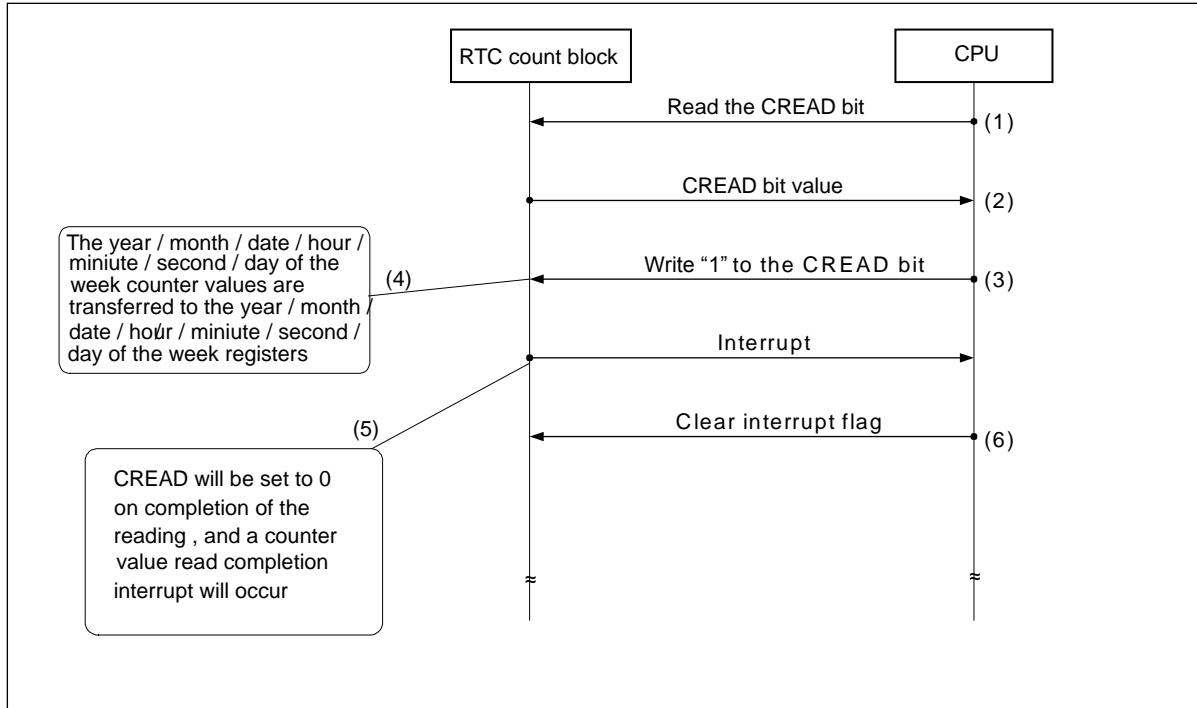 RTC count block
CPU
Read the CREAD bit
(1)
CREAD bit value
(2)
The year / month / date / hour /
miniute / second / day of the
week counter values are
transferred to the year / month /
date / hour / miniute / second /
day of the week registers
(4)
Write “1” to the CREAD bit
(3)
Interrupt
(5)
Clear interrupt flag
(6)
CREAD will be set to 0
on completion of the
reading , and a counter
value read completion
interrupt will occur
≈
≈